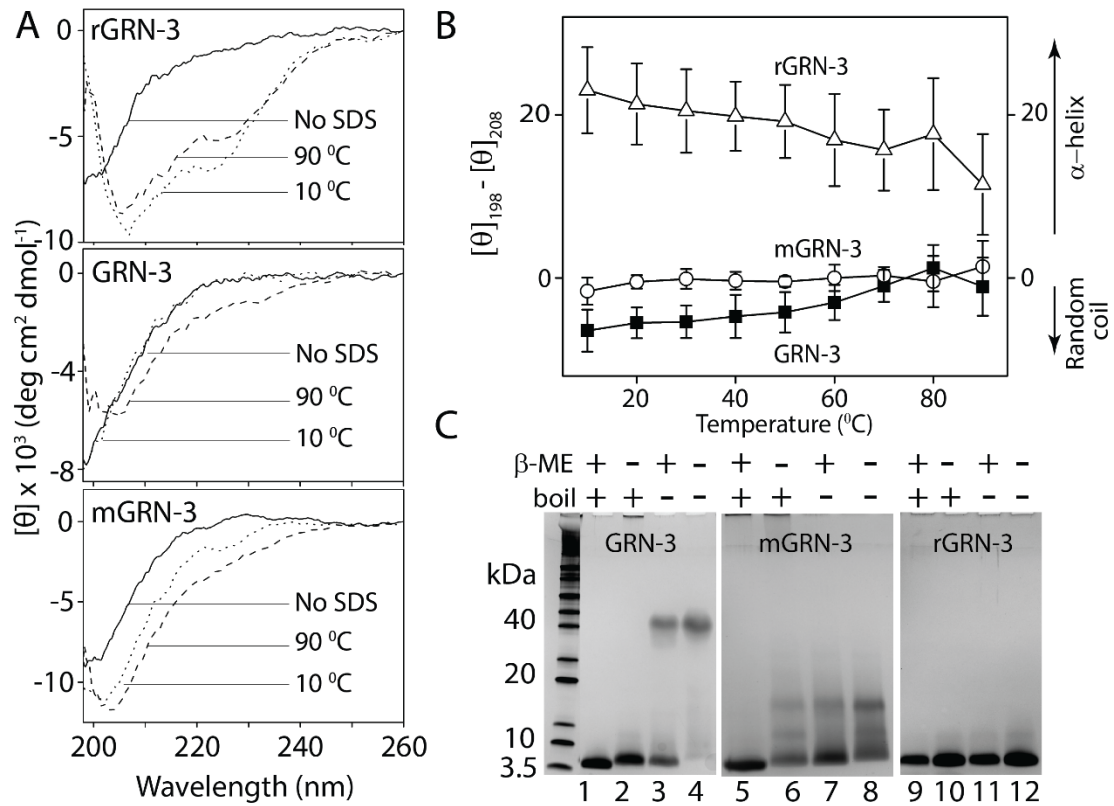 A
rGRN-3
0
-5
10
No SDS
90 ⁰C
10 ⁰C
GRN-3
0
-4
-8
No SDS
90 ⁰C
10 ⁰C
mGRN-3
0
-5
-10
No SDS
90 ⁰C
10 ⁰C
200 220 240 260
Wavelength (nm)
[θ] x 10³ (deg cm² dmol⁻¹)
B
rGRN-3
mGRN-3
GRN-3
20
0
20
0
[θ]₁₉₈ - [θ]₂₀₈
α-helix
Random coil
20 40 60 80
Temperature (⁰C)
C
β-ME + - + - + - + - + - + -
boil + + - - + + - - + + - -
GRN-3 mGRN-3 rGRN-3
kDa
40
20
10
3.5
1 2 3 4 5 6 7 8 9 10 11 12